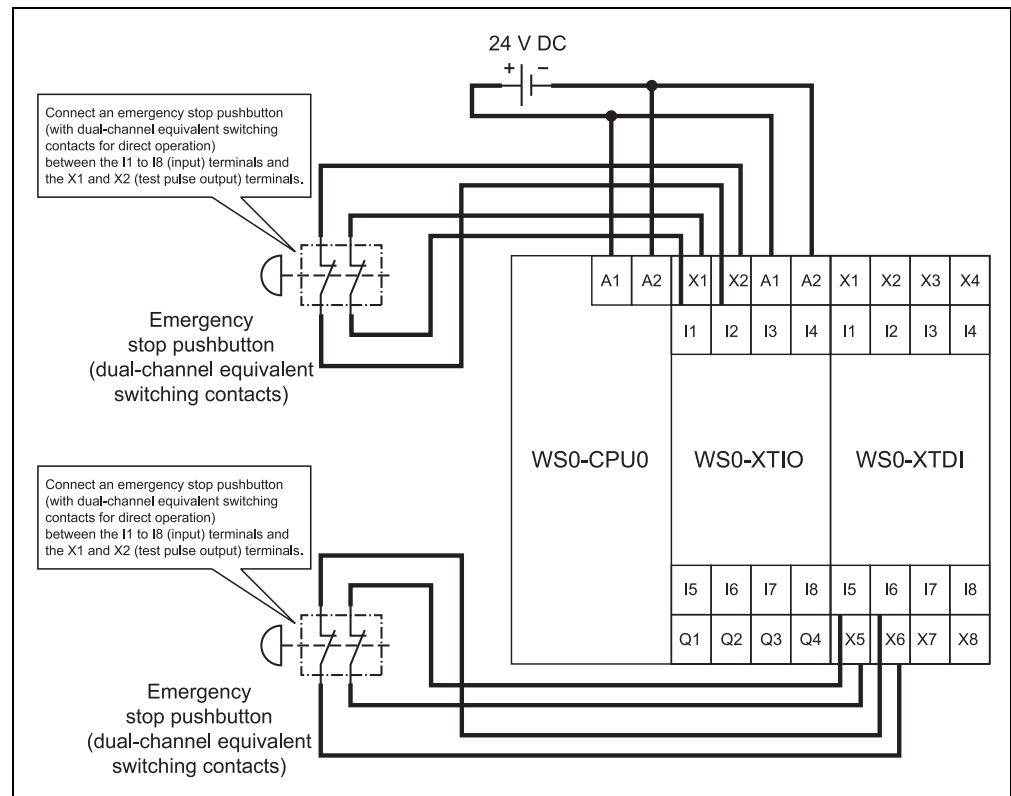 24 V DC
+ −
Connect an emergency stop pushbutton
(with dual-channel equivalent switching
contacts for direct operation)
between the I1 to I8 (input) terminals and
the X1 and X2 (test pulse output) terminals.
A1 A2 X1 X2 A1 A2 X1 X2 X3 X4
I1 I2 I3 I4 I1 I2 I3 I4
Emergency
stop pushbutton
(dual-channel equivalent
switching contacts)
WS0-CPU0 WS0-XTIO WS0-XTDI
Connect an emergency stop pushbutton
(with dual-channel equivalent switching
contacts for direct operation)
between the I1 to I8 (input) terminals and
the X1 and X2 (test pulse output) terminals.
I5 I6 I7 I8 I5 I6 I7 I8
Q1 Q2 Q3 Q4 X5 X6 X7 X8
Emergency
stop pushbutton
(dual-channel equivalent
switching contacts)